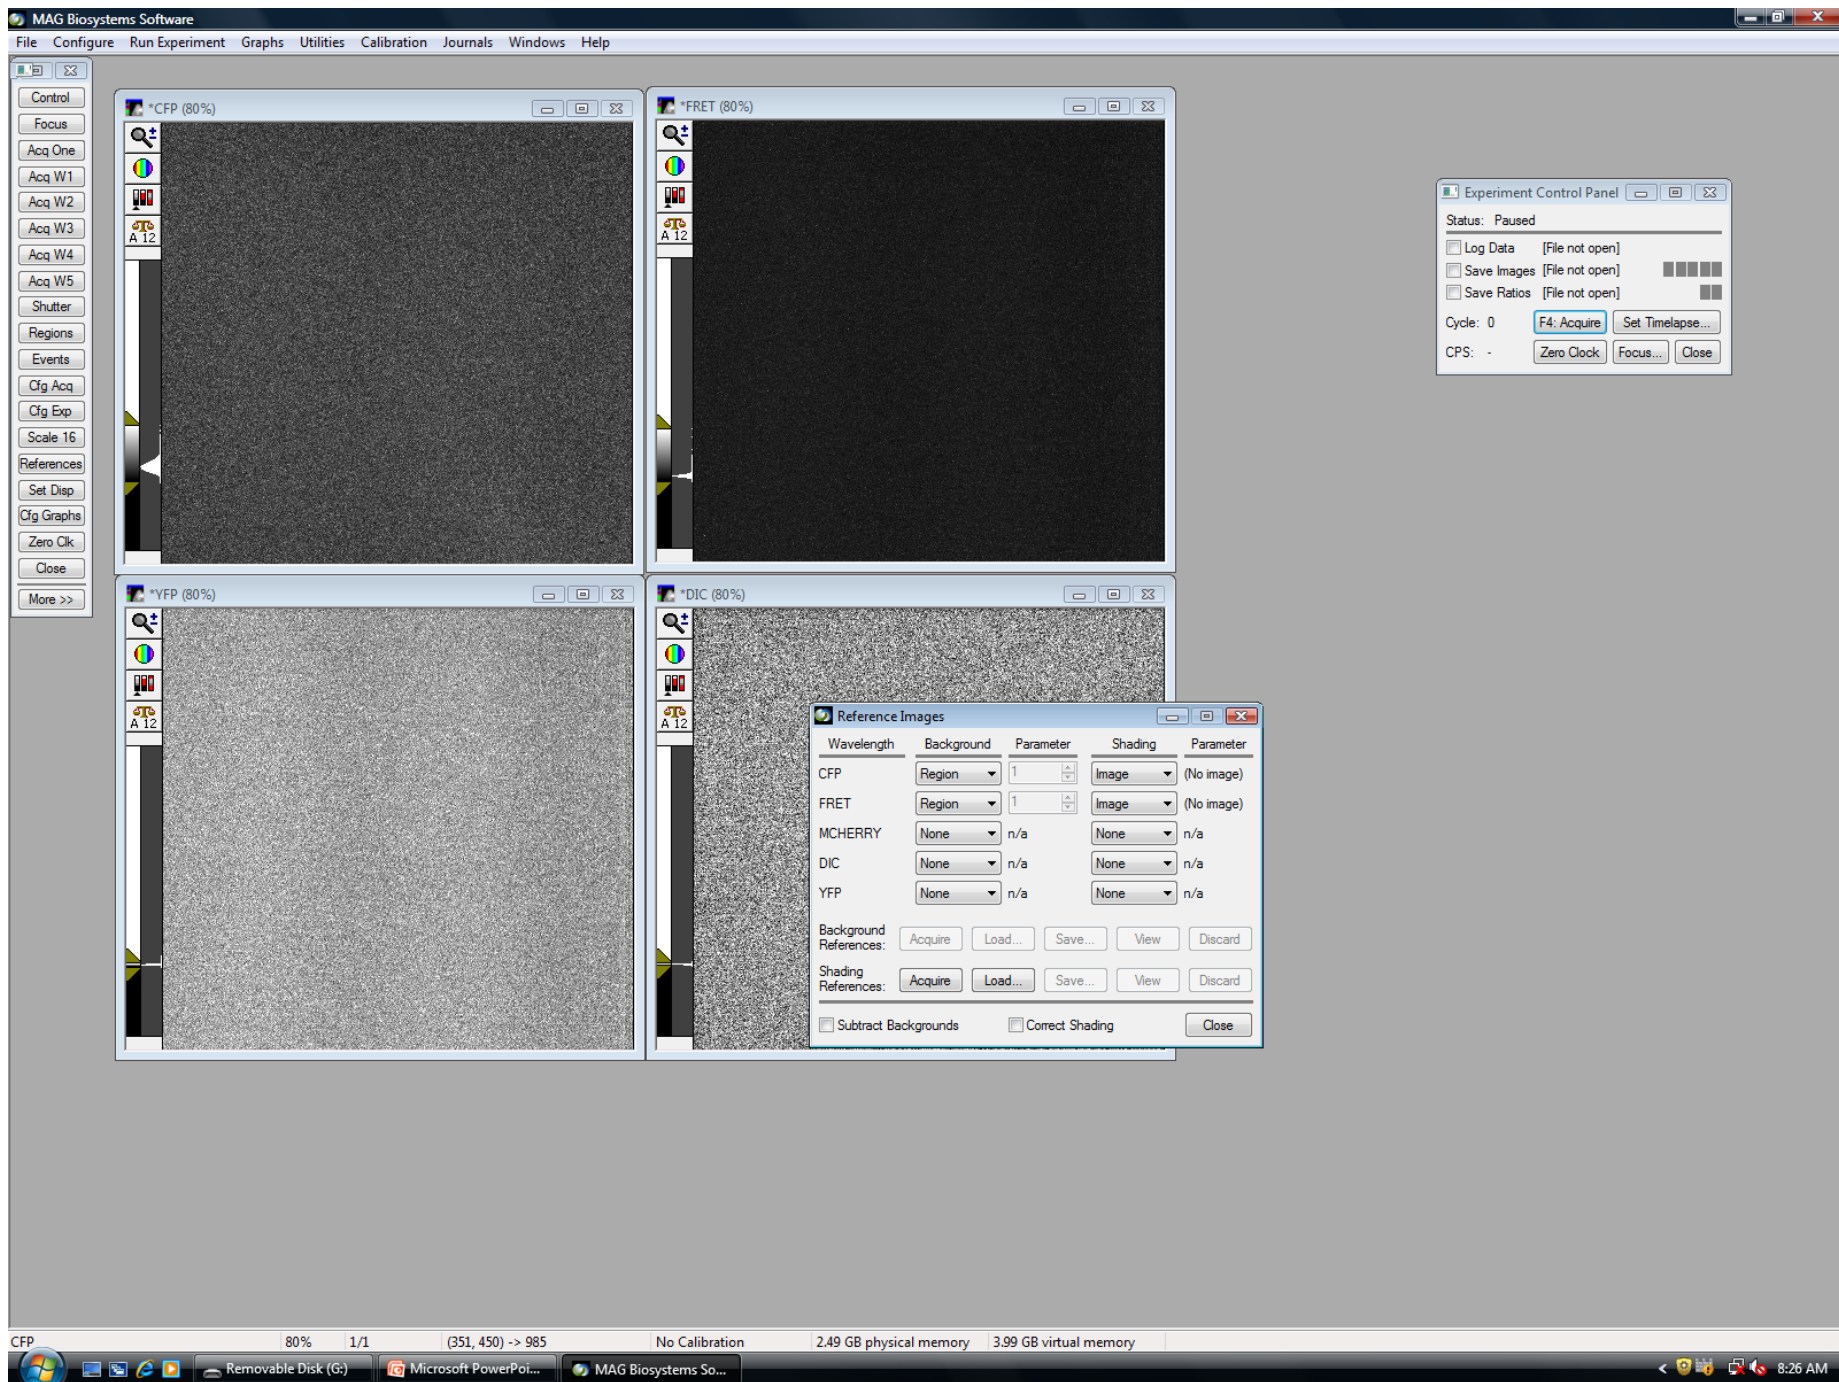 MAG Biosystems Software
File Configure Run Experiment Graphs Utilities Calibration Journals Windows Help
Control
Focus
Acq One
Acq W1
Acq W2
Acq W3
Acq W4
Acq W5
Shutter
Regions
Events
Cfg Acq
Cfg Exp
Scale 16
References
Set Disp
Cfg Graphs
Zero Clk
Close
More >>
*CFP (80%)
A 12
*FRET (80%)
A 12
*YFP (80%)
A 12
*DIC (80%)
A 12
Experiment Control Panel
Status: Paused
Log Data [File not open]
Save Images [File not open]
Save Ratios [File not open]
Cycle: 0 F4: Acquire Set Timelapse...
CPS: - Zero Clock Focus... Close
Reference Images
Wavelength Background Parameter Shading Parameter
CFP Region 1 Image (No image)
FRET Region 1 Image (No image)
MCHERRY None n/a None n/a
DIC None n/a None n/a
YFP None n/a None n/a
Background
References: Acquire Load... Save... View Discard
Shading
References: Acquire Load... Save... View Discard
Subtract Backgrounds Correct Shading Close
CFP 80% 1/1 (351, 450) -> 985 No Calibration 2.49 GB physical memory 3.99 GB virtual memory
Removable Disk (G:) Microsoft PowerPoi... MAG Biosystems So... 8:26 AM